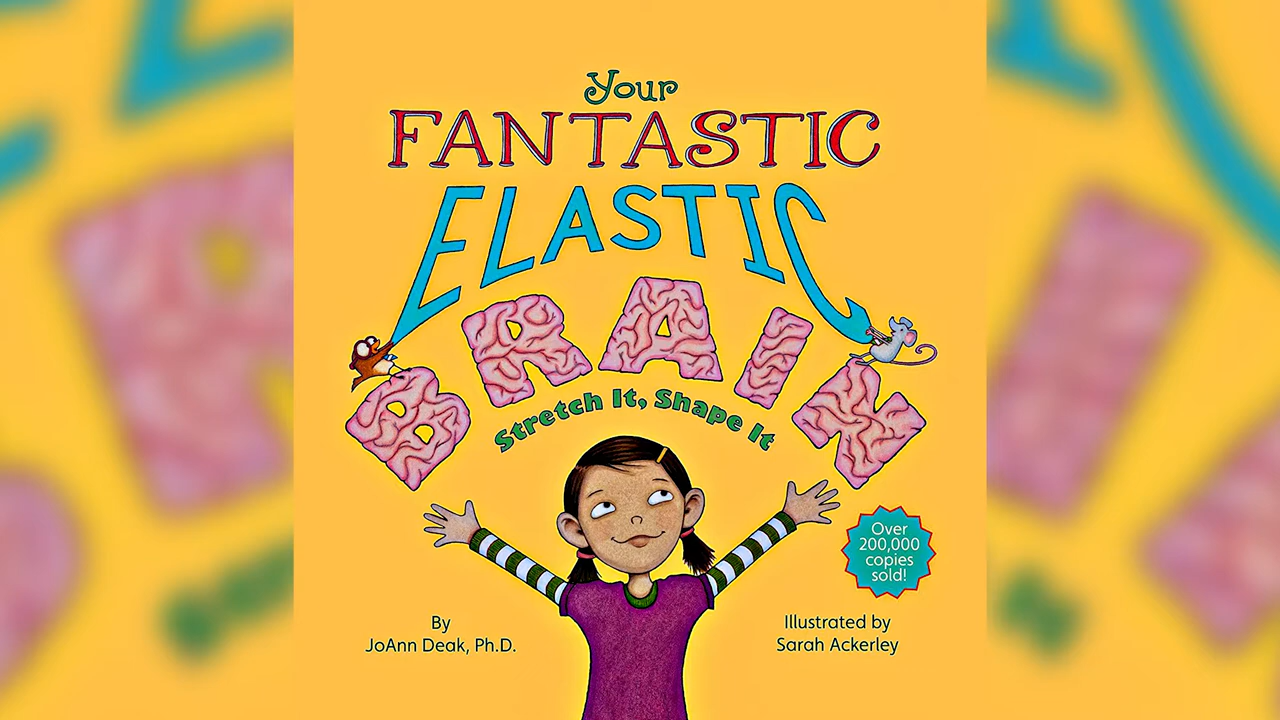 Your
FANTASTIC
ELASTIC
BRAIN
Stretch It, Shape It
Over
200,000
copies
sold!
By
JoAnn Deak, Ph.D.
Illustrated by
Sarah Ackerley